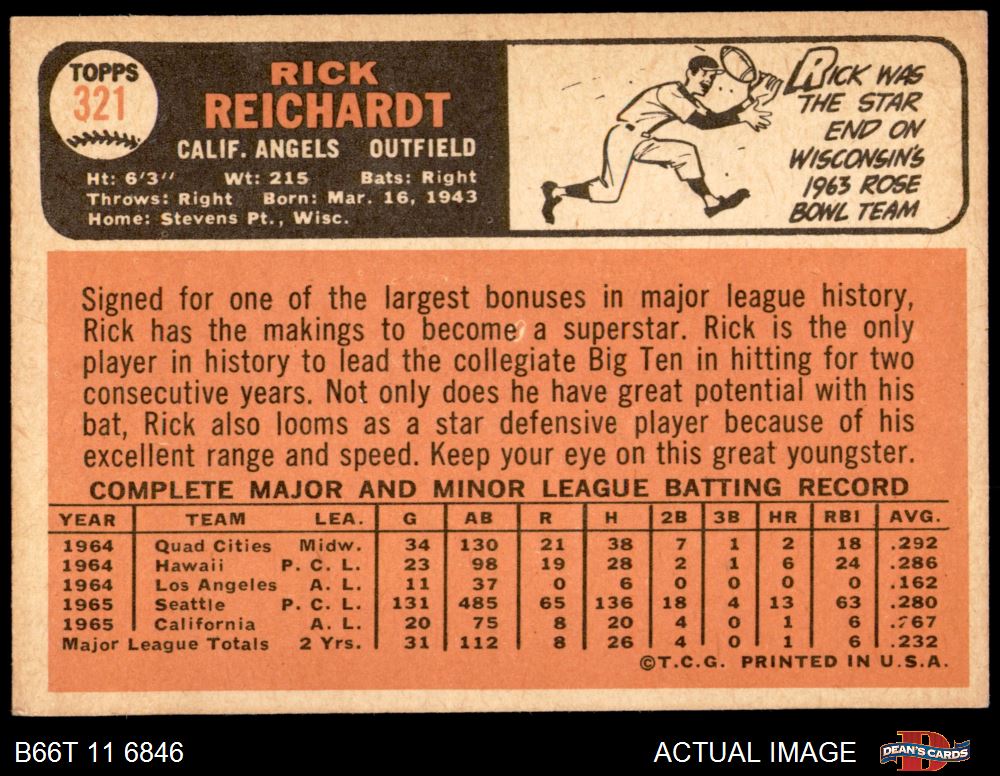 TOPPS
321
RICK
REICHARDT
CALIF. ANGELS OUTFIELD
Ht: 6'3" Wt: 215 Bats: Right
Throws: Right Born: Mar. 16, 1943
Home: Stevens Pt., Wisc.
RICK WAS
THE STAR
END ON
WISCONSIN'S
1963 ROSE
BOWL TEAM
Signed for one of the largest bonuses in major league history,
Rick has the makings to become a superstar. Rick is the only
player in history to lead the collegiate Big Ten in hitting for two
consecutive years. Not only does he have great potential with his
bat, Rick also looms as a star defensive player because of his
excellent range and speed. Keep your eye on this great youngster.
COMPLETE MAJOR AND MINOR LEAGUE BATTING RECORD
YEAR TEAM LEA. G AB R H 2B 3B HR RBI AVG.
1964 Quad Cities Midw. 34 130 21 38 7 1 2 18 .292
1964 Hawaii P. C. L. 23 98 19 28 2 1 6 24 .286
1964 Los Angeles A. L. 11 37 0 6 0 0 0 0 .162
1965 Seattle P. C. L. 131 485 65 136 18 4 13 63 .280
1965 California A. L. 20 75 8 20 4 0 1 6 .267
Major League Totals 2 Yrs. 31 112 8 26 4 0 1 6 .232
©T.C.G. PRINTED IN U.S.A.
B66T 11 6846 ACTUAL IMAGE
DEAN'S CARDS